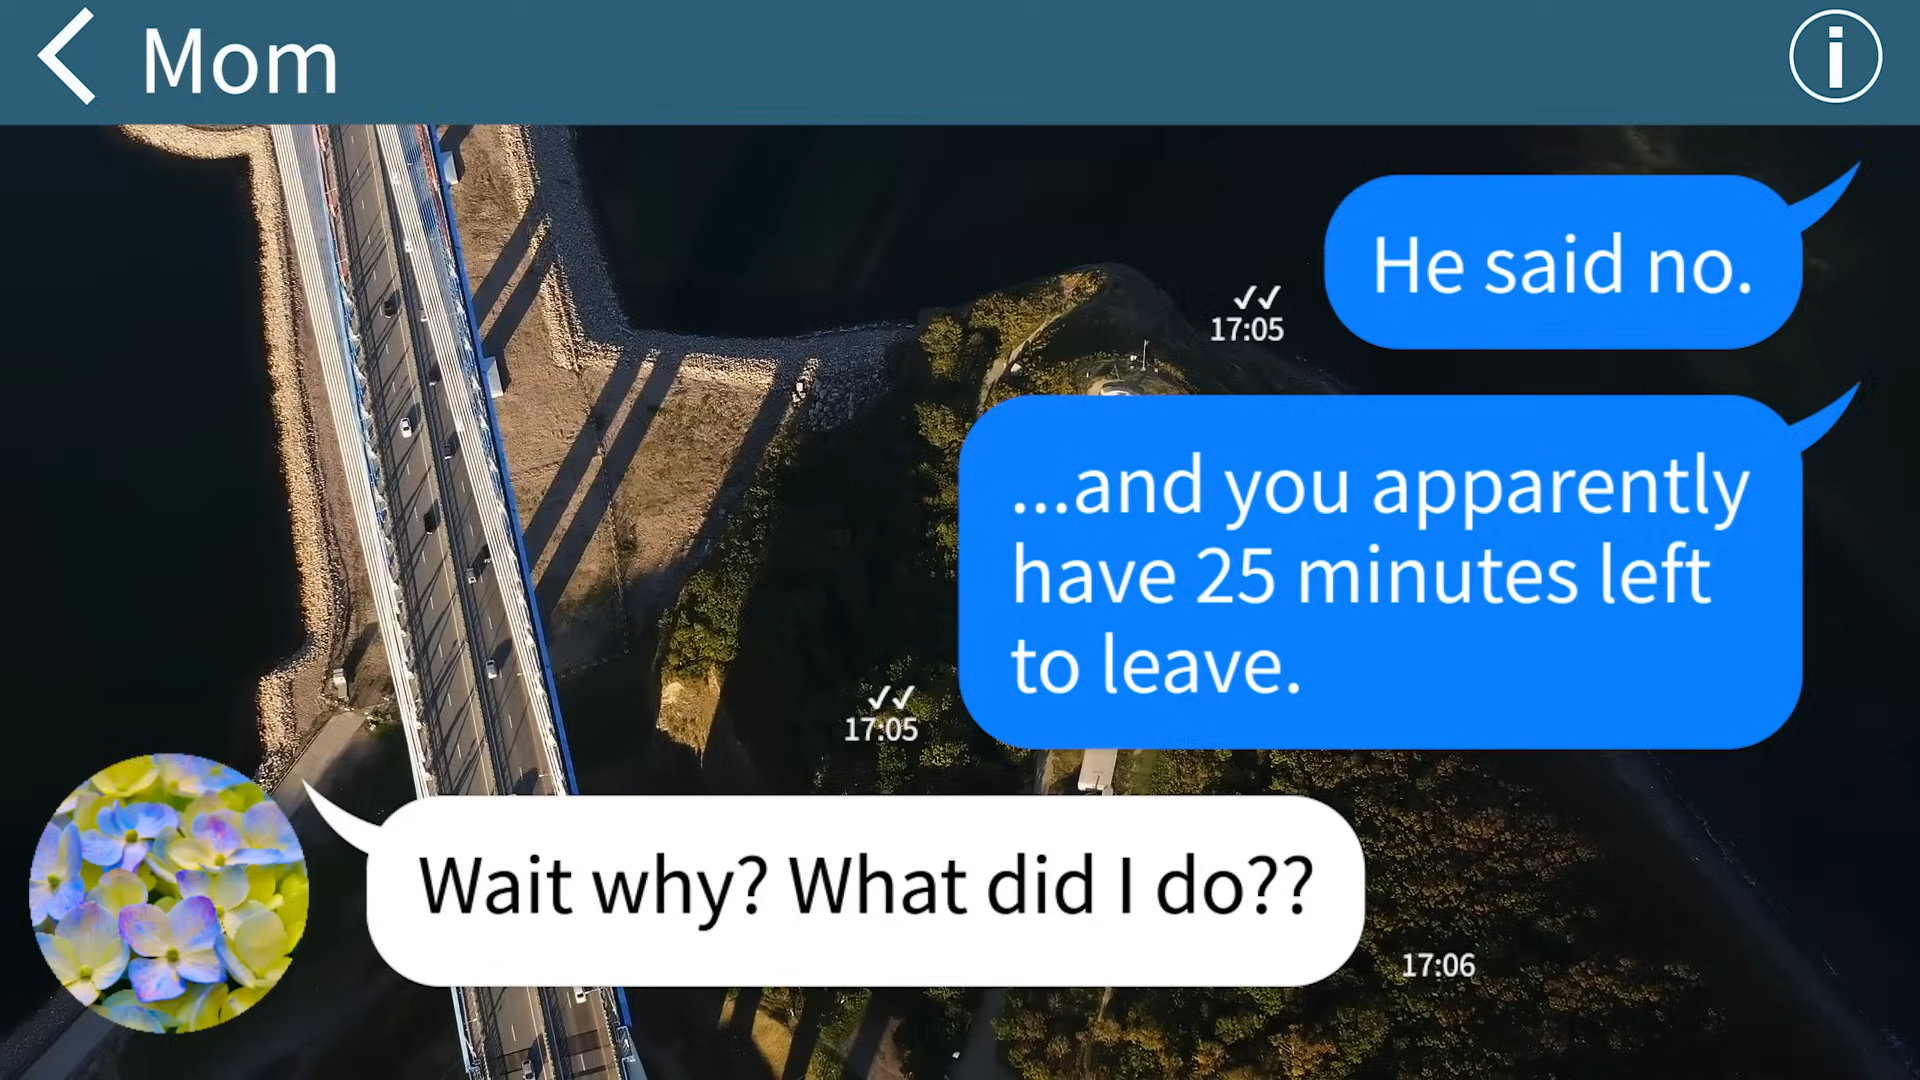 Mom
He said no.
17:05
...and you apparently
have 25 minutes left
to leave.
17:05
Wait why? What did I do??
17:06